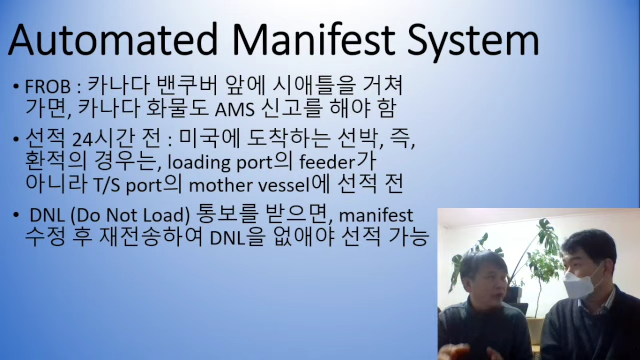 Automated Manifest System
• FROB : 카나다 밴쿠버 앞에 시애틀을 거쳐
가면, 카나다 화물도 AMS 신고를 해야 함
• 선적 24시간 전 : 미국에 도착하는 선박, 즉,
환적의 경우는, loading port의 feeder가
아니라 T/S port의 mother vessel에 선적 전
• DNL (Do Not Load) 통보를 받으면, manifest
수정 후 재전송하여 DNL을 없애야 선적 가능